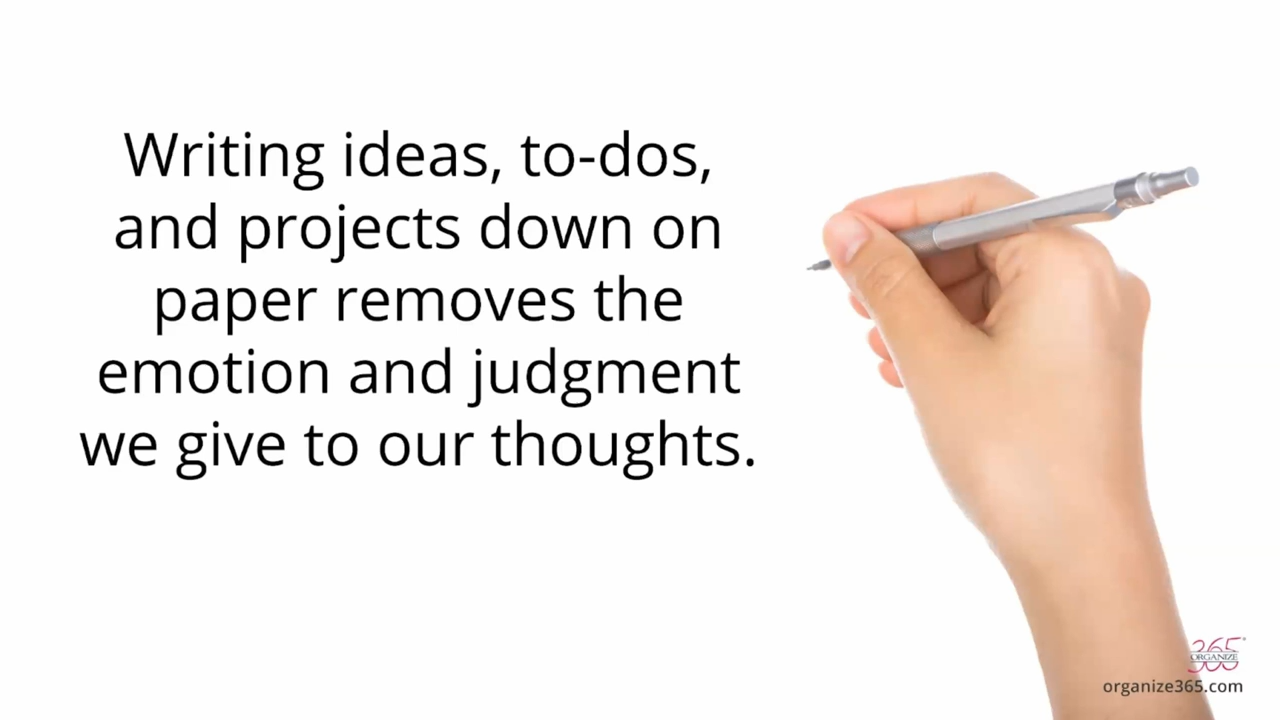 Writing ideas, to-dos,
and projects down on
paper removes the
emotion and judgment
we give to our thoughts.
365
ORGANIZE
organize365.com